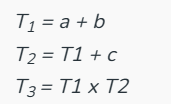 T₁ = a + b
T₂ = T1 + c
T₃ = T1 x T2